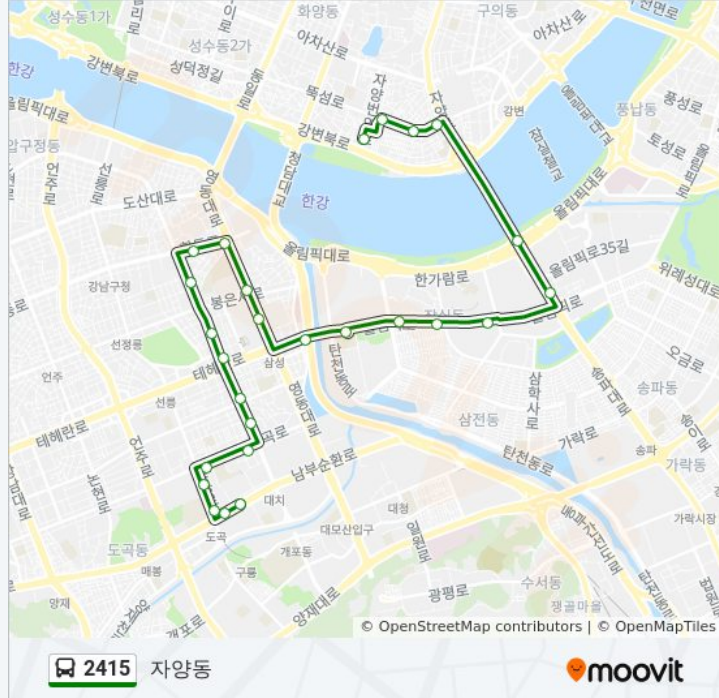 성수동1가
화양동
구의동
성수동2가
아차산로
아차산로
강변북로
성덕정길
뚝섬로
한강
강변북로
강변
풍납동
풍성로
토성로
올림픽대로
압구정동
언주로
선릉로
도산대로
영동대로
한강
올림픽대로
올림픽대로
한가람로
올림픽로35길
위례성대로
강남구청
봉은사로
잠실동
선정릉
삼성
탄천동로
언주
테헤란로
선릉
영동대로
삼학사로
송파대로
오금로
송파동
삼전동
테헤란로
가락로
송파
가락동
남부순환로
탄천동로
대치
대청
가락시장
대모산입구
도곡
도곡동
개포동
매봉
구룡
수서동
광평로
양재
양재대로
쟁골마을
© OpenStreetMap contributors | © OpenMapTiles
2415 자양동
moovit